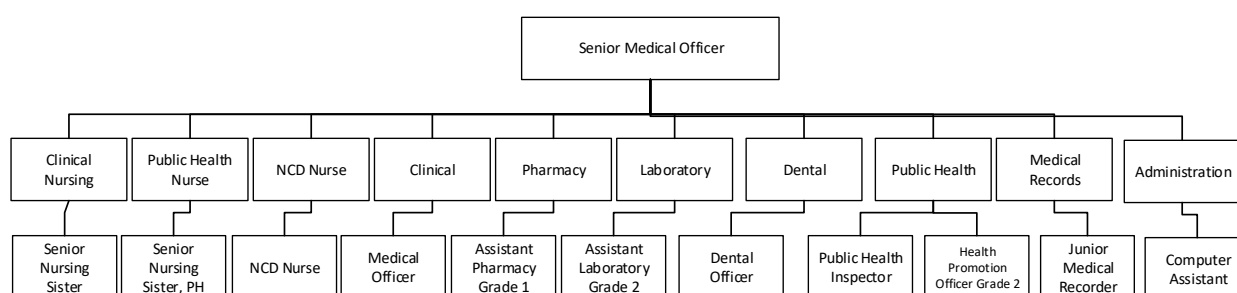 Senior Medical Officer
Clinical
Nursing
Public Health
Nurse
NCD Nurse
Clinical
Pharmacy
Laboratory
Dental
Public Health
Medical
Records
Administration
Senior
Nursing
Sister
Senior
Nursing
Sister, PH
NCD Nurse
Medical
Officer
Assistant
Pharmacy
Grade 1
Assistant
Laboratory
Grade 2
Dental
Officer
Public Health
Inspector
Health
Promotion
Officer Grade 2
Junior
Medical
Recorder
Computer
Assistant